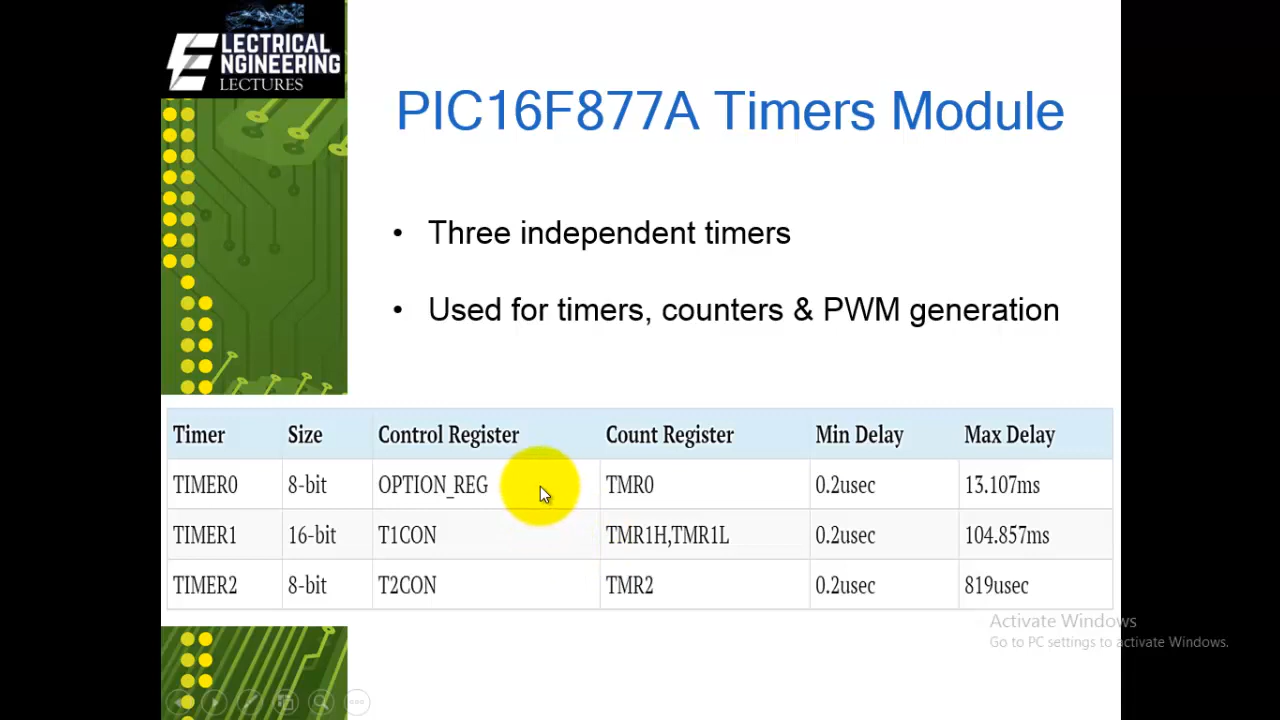 ELECTRICAL
ENGINEERING
LECTURES
PIC16F877A Timers Module
• Three independent timers
• Used for timers, counters & PWM generation
Timer Size Control Register Count Register Min Delay Max Delay
TIMER0 8-bit OPTION_REG TMR0 0.2usec 13.107ms
TIMER1 16-bit T1CON TMR1H,TMR1L 0.2usec 104.857ms
TIMER2 8-bit T2CON TMR2 0.2usec 819usec
Activate Windows
Go to PC settings to activate Windows.